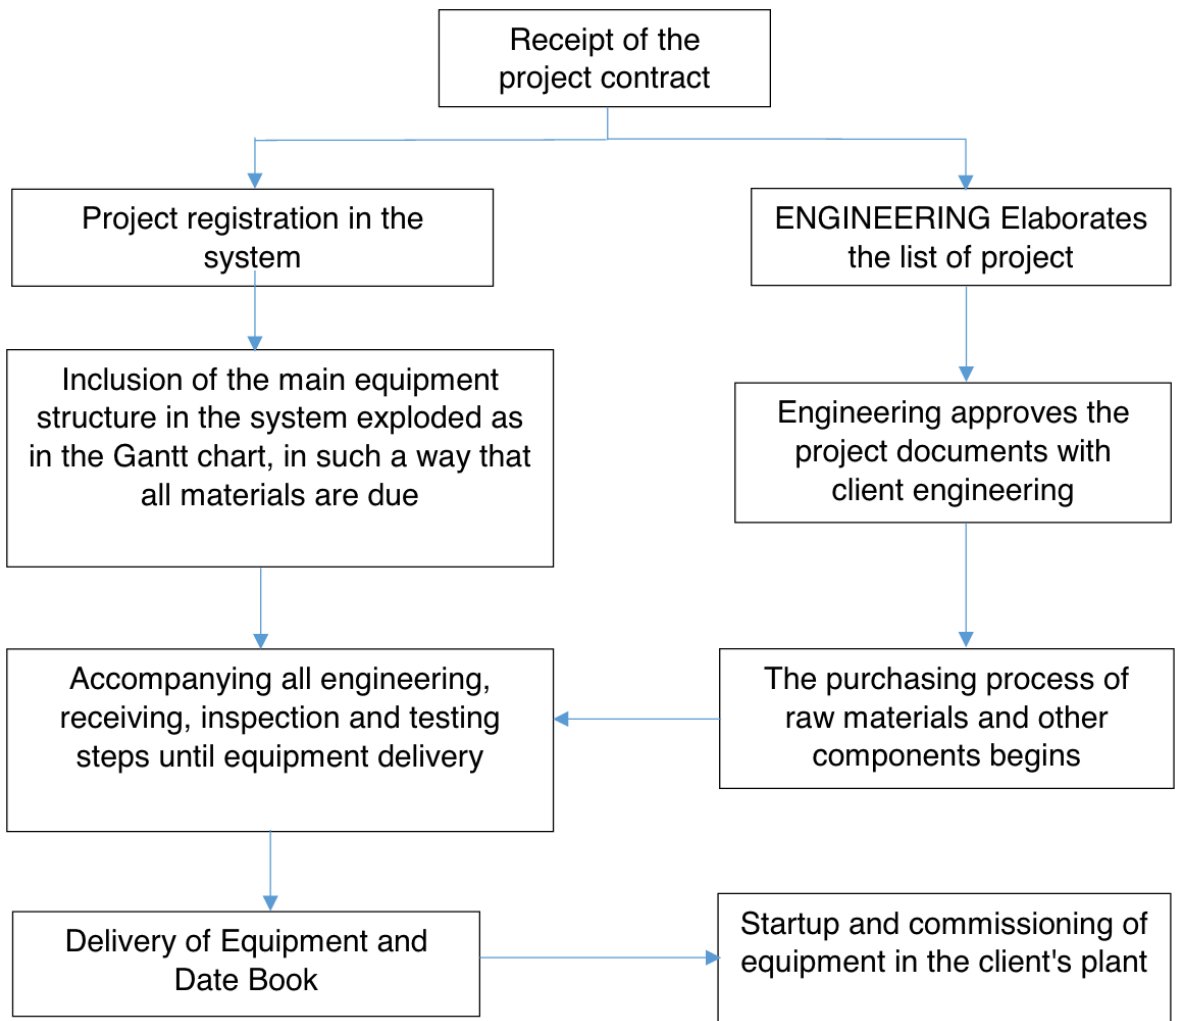 Receipt of the
project contract
Project registration in the
system
ENGINEERING Elaborates
the list of project
Inclusion of the main equipment
structure in the system exploded as
in the Gantt chart, in such a way that
all materials are due
Engineering approves the
project documents with
client engineering
Accompanying all engineering,
receiving, inspection and testing
steps until equipment delivery
The purchasing process of
raw materials and other
components begins
Delivery of Equipment and
Date Book
Startup and commissioning of
equipment in the client's plant